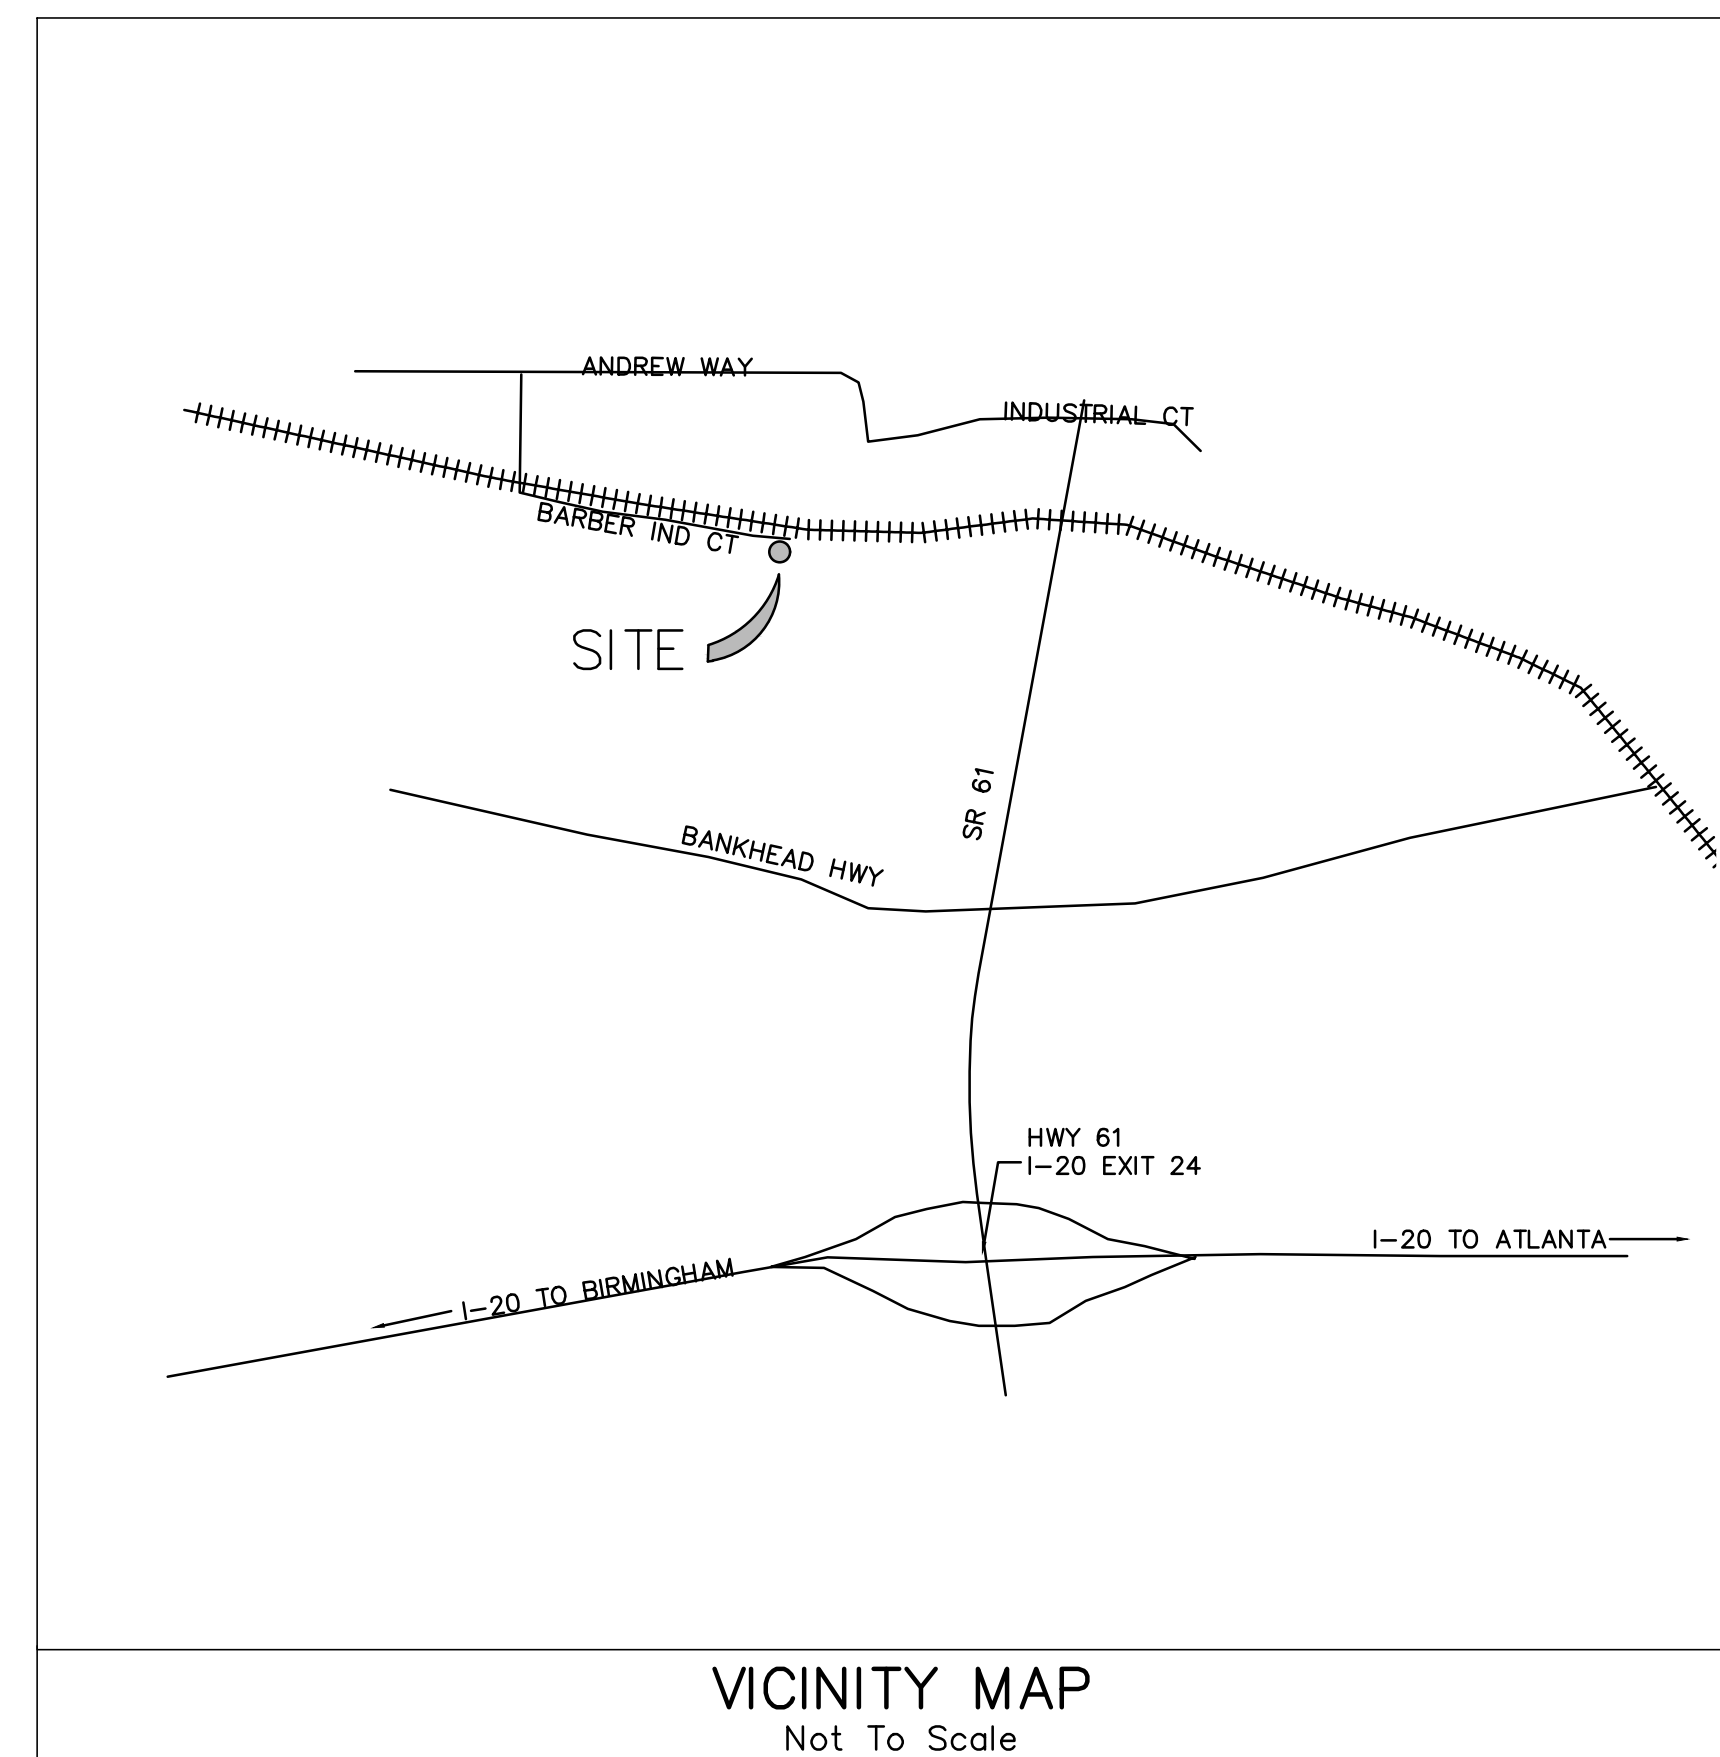 ANDREW WAY
INDUSTRIAL CT
BARBER IND CT
SITE
SR 61
BANKHEAD HWY
HWY 61
I-20 EXIT 24
I-20 TO ATLANTA
I-20 TO BIRMINGHAM
VICINITY MAP
Not To Scale